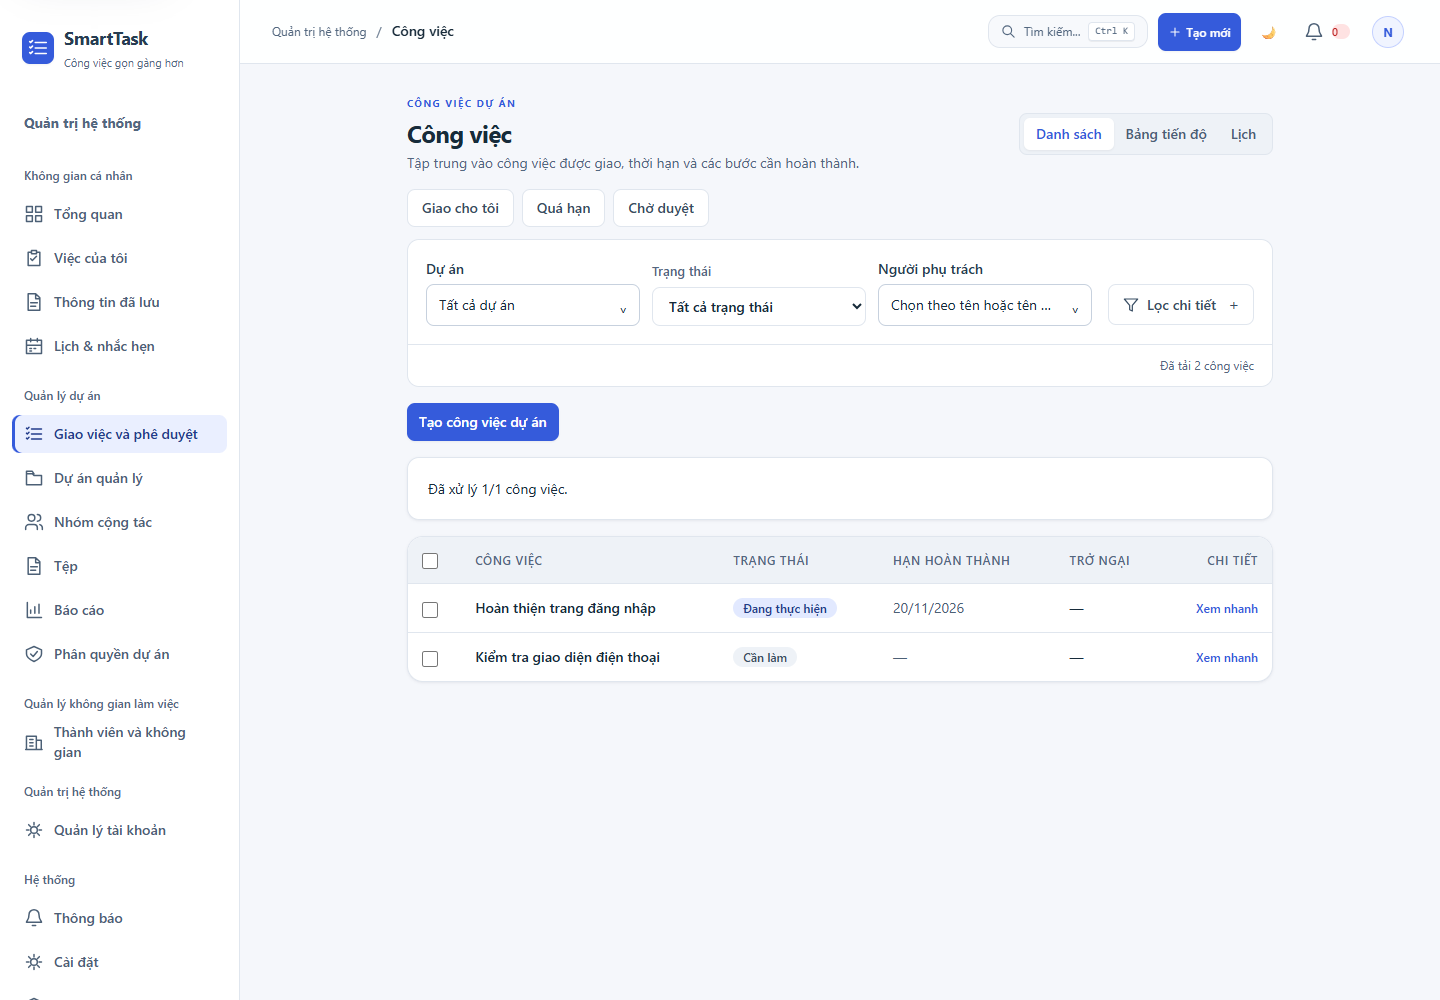 SmartTask
Công việc gọn gàng hơn
Quản trị hệ thống
Không gian cá nhân
Tổng quan
Việc của tôi
Thông tin đã lưu
Lịch & nhắc hẹn
Quản lý dự án
Giao việc và phê duyệt
Dự án quản lý
Nhóm cộng tác
Tệp
Báo cáo
Phân quyền dự án
Quản lý không gian làm việc
Thành viên và không
gian
Quản trị hệ thống
Quản lý tài khoản
Hệ thống
Thông báo
Cài đặt
Quản trị hệ thống / Công việc
Tìm kiếm... Ctrl K
+ Tạo mới
0
N
CÔNG VIỆC DỰ ÁN
Công việc
Tập trung vào công việc được giao, thời hạn và các bước cần hoàn thành.
Danh sách Bảng tiến độ Lịch
Giao cho tôi Quá hạn Chờ duyệt
Dự án Trạng thái Người phụ trách
Tất cả dự án Tất cả trạng thái Chọn theo tên hoặc tên ... Lọc chi tiết +
Đã tải 2 công việc
Tạo công việc dự án
Đã xử lý 1/1 công việc.
CÔNG VIỆC TRẠNG THÁI HẠN HOÀN THÀNH TRỞ NGẠI CHI TIẾT
Hoàn thiện trang đăng nhập Đang thực hiện 20/11/2026 — Xem nhanh
Kiểm tra giao diện điện thoại Cần làm — — Xem nhanh